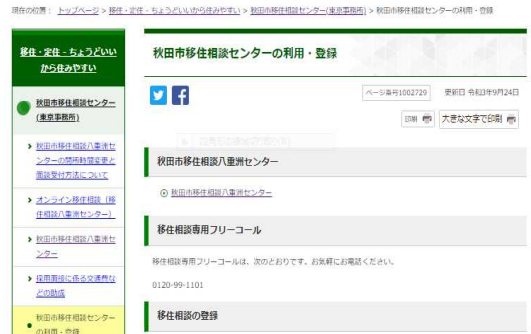 現在の位置： トップページ > 移住・定住 - ちょうどいいから住みやすい > 秋田市移住相談センター(東京事務所) > 秋田市移住相談センターの利用・登録
移住・定住 - ちょうどいい
から住みやすい
秋田市移住相談センター
(東京事務所)
秋田市移住相談八重洲セ
ンターの開所時間変更と
面談受付方法について
オンライン移住相談（移
住相談八重洲センター）
秋田市移住相談八重洲セ
ンター
採用面接に係る交通費な
どの助成
秋田市移住相談センター
の利用・登録
秋田市移住相談センターの利用・登録
ページ番号1002729
更新日 令和3年9月24日
印刷
大きな文字で印刷
秋田市移住相談八重洲センター
秋田市移住相談八重洲センター
移住相談専用フリーコール
移住相談専用フリーコールは、次のとおりです。お気軽にお電話ください。
0120-99-1101
移住相談の登録